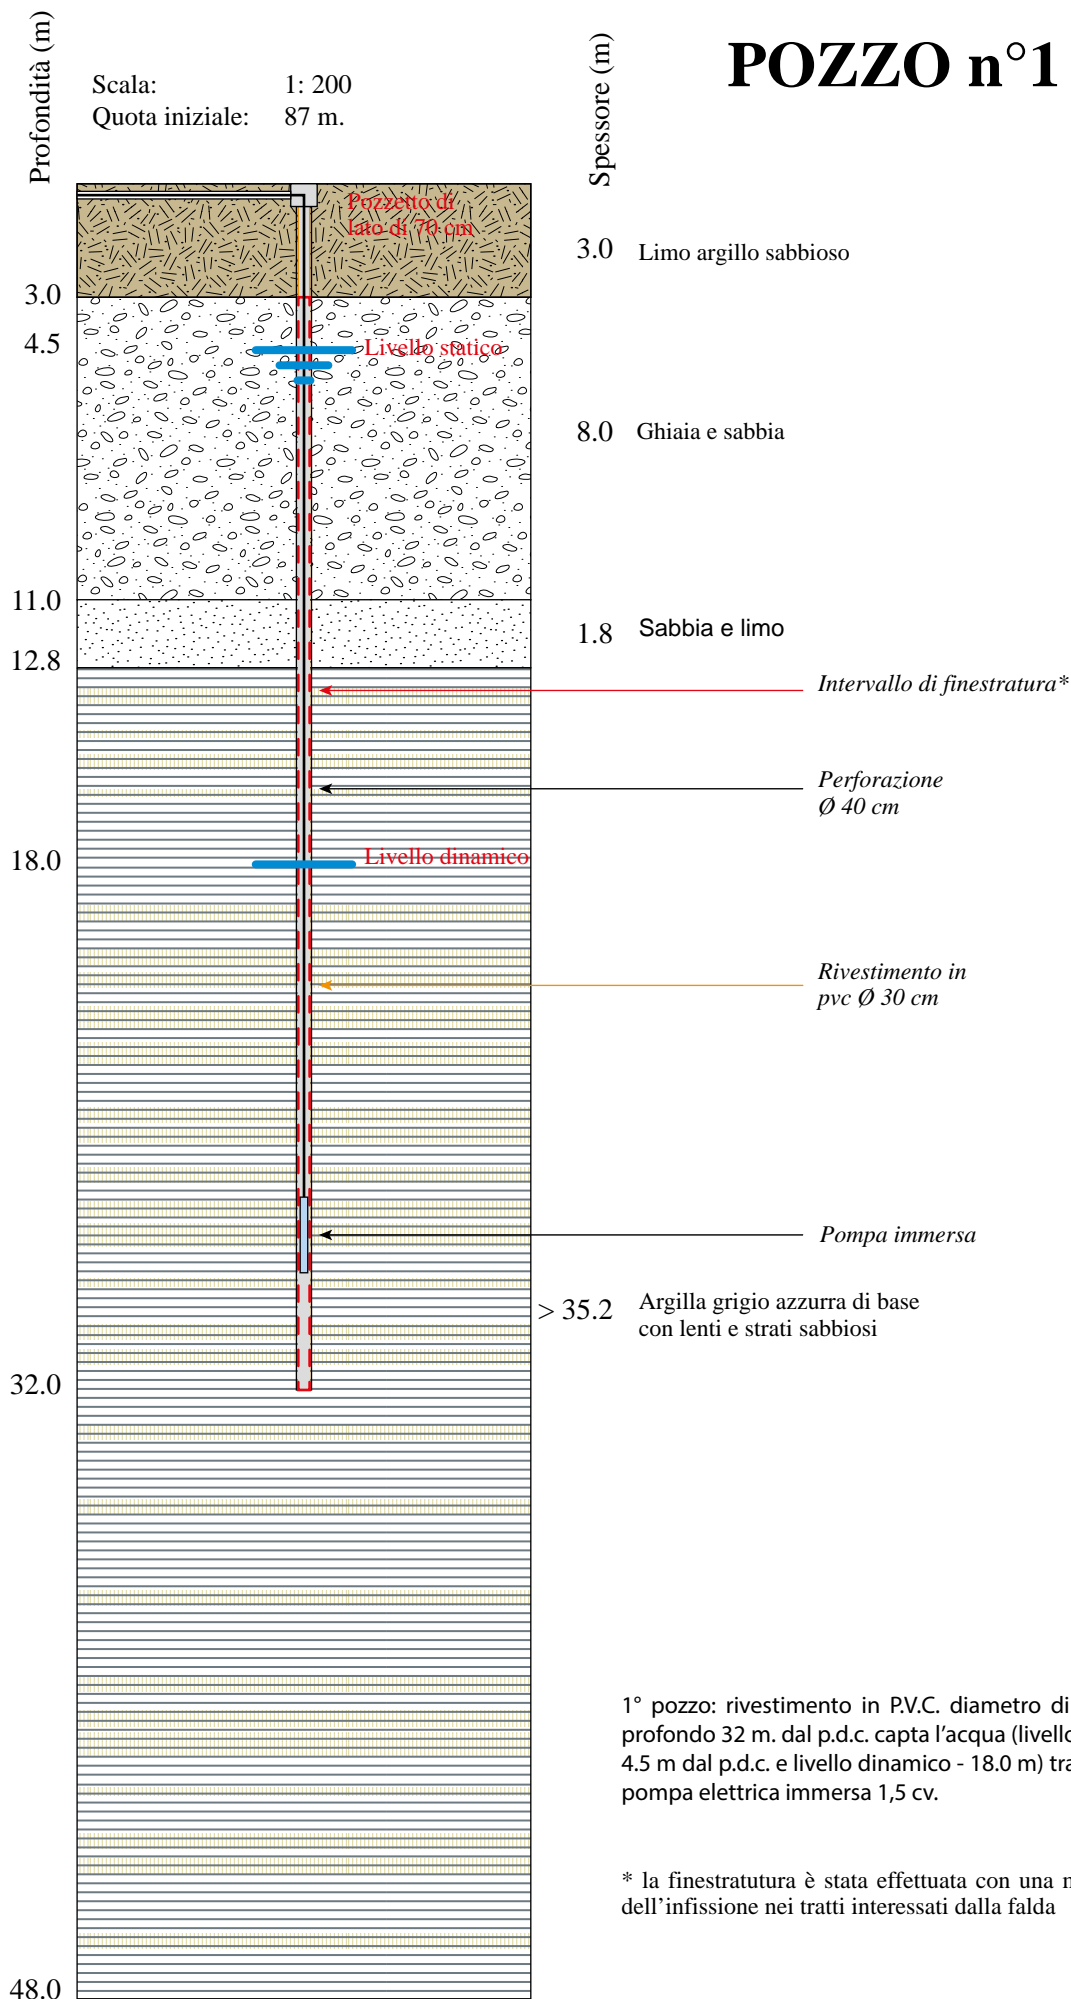 POZZO n°1
Profondità (m)
Scala: 1: 200
Quota iniziale: 87 m.
Spessore (m)
Pozzetto di
lato di 70 cm
3.0 Limo argillo sabbioso
3.0
4.5
Livello statico
8.0 Ghiaia e sabbia
11.0
1.8 Sabbia e limo
12.8
Intervallo di finestratura*
Perforazione
Ø 40 cm
18.0
Livello dinamico
Rivestimento in
pvc Ø 30 cm
Pompa immersa
> 35.2 Argilla grigio azzurra di base
con lenti e strati sabbiosi
32.0
1° pozzo: rivestimento in P.V.C. diametro di
profondo 32 m. dal p.d.c. capta l'acqua (livello
4.5 m dal p.d.c. e livello dinamico - 18.0 m) tra
pompa elettrica immersa 1,5 cv.
* la finestratutura è stata effettuata con una
dell'infissione nei tratti interessati dalla falda
48.0